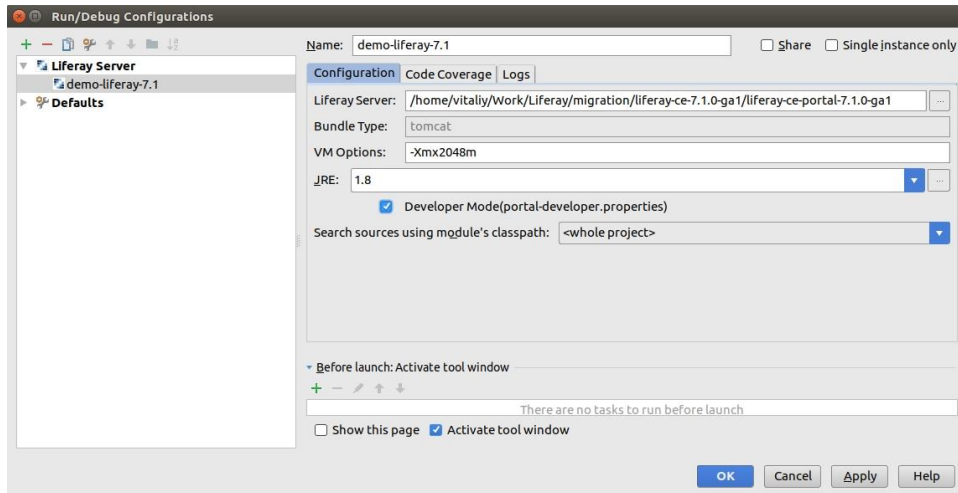 Run/Debug Configurations
Name: demo-liferay-7.1
Share
Single instance only
Liferay Server
demo-liferay-7.1
Defaults
Configuration
Code Coverage
Logs
Liferay Server: /home/vitaliy/Work/Liferay/migration/liferay-ce-7.1.0-ga1/liferay-ce-portal-7.1.0-ga1
Bundle Type: tomcat
VM Options: -Xmx2048m
JRE: 1.8
Developer Mode(portal-developer.properties)
Search sources using module's classpath: <whole project>
Before launch: Activate tool window
There are no tasks to run before launch
Show this page
Activate tool window
OK
Cancel
Apply
Help